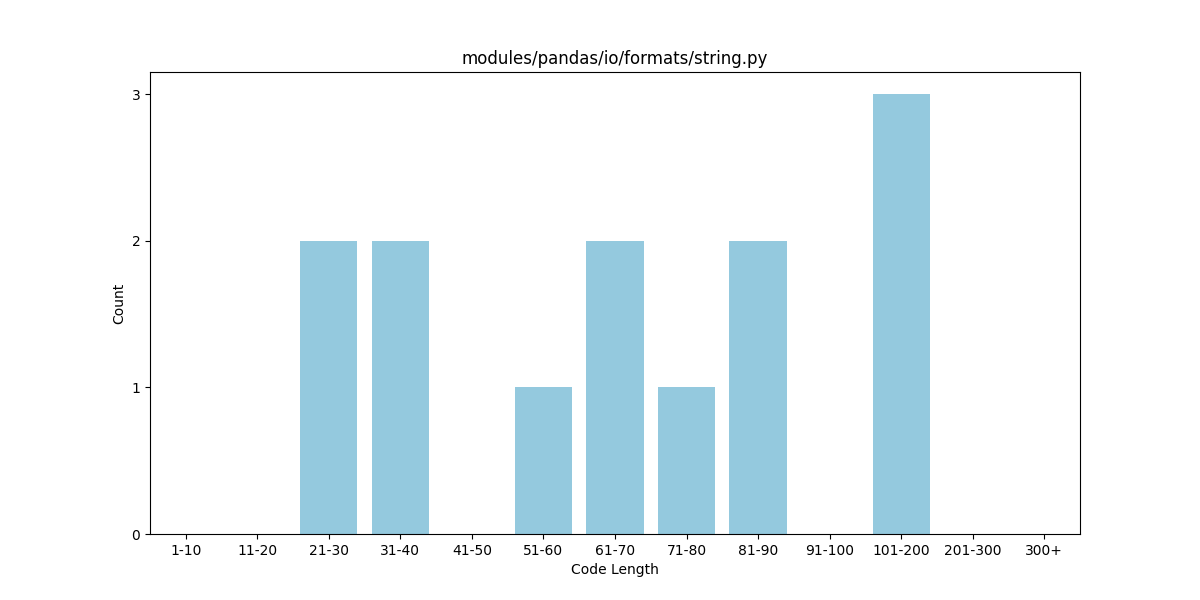 modules/pandas/io/formats/string.py
3
2
1
0
Count
1-10 11-20 21-30 31-40 41-50 51-60 61-70 71-80 81-90 91-100 101-200 201-300 300+
Code Length